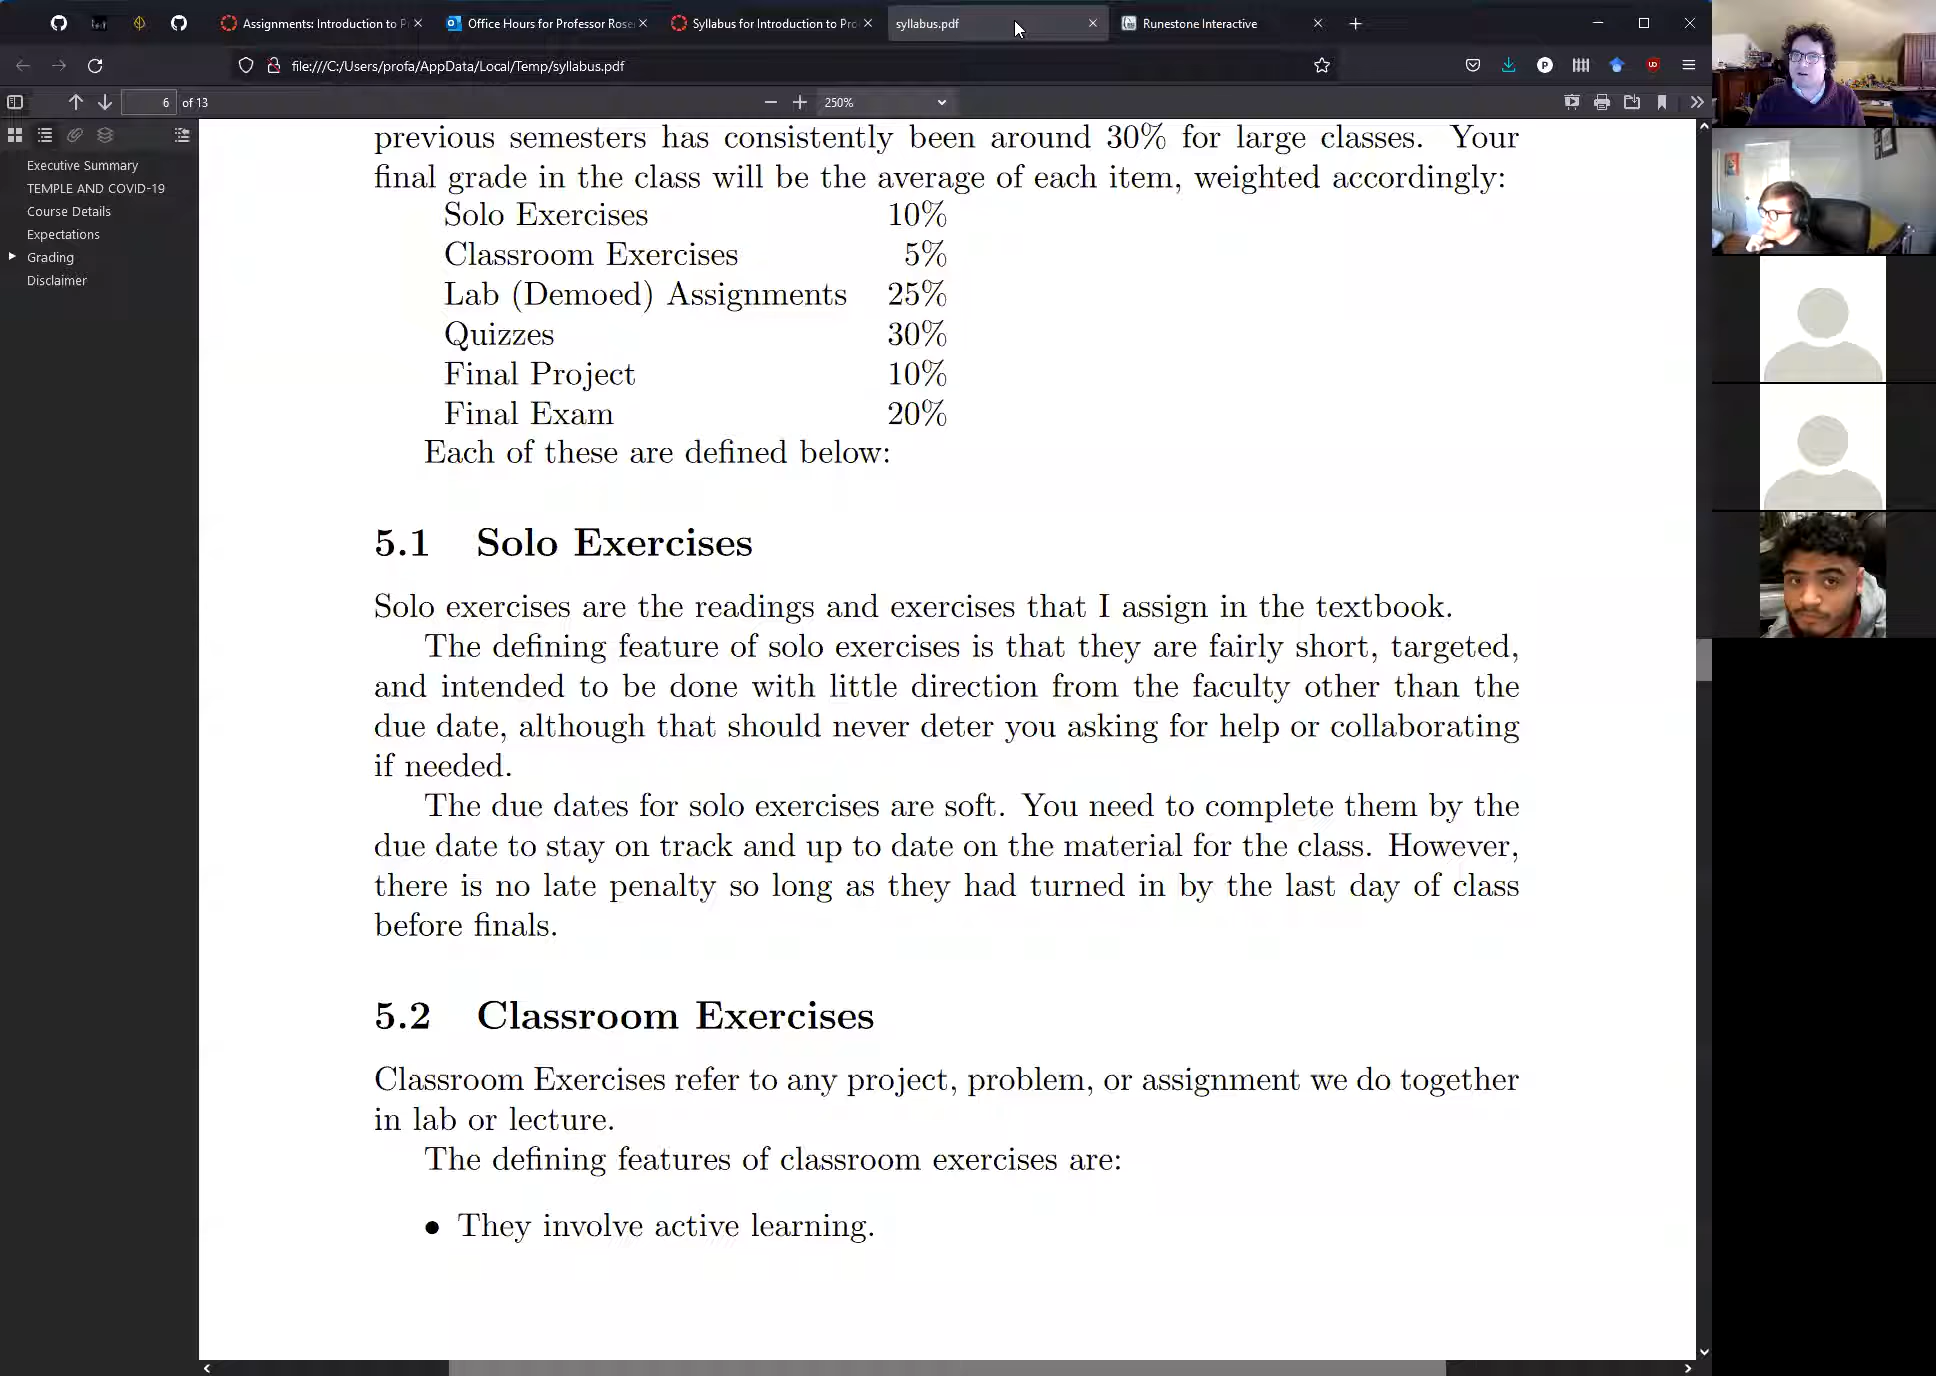 Assignments: Introduction to P
Office Hours for Professor Rose
Syllabus for Introduction to Pro
syllabus.pdf
Runestone Interactive
file:///C:/Users/profa/AppData/Local/Temp/syllabus.pdf
6 of 13
250%
Executive Summary
TEMPLE AND COVID-19
Course Details
Expectations
Grading
Disclaimer
previous semesters has consistently been around 30% for large classes. Your
final grade in the class will be the average of each item, weighted accordingly:
Solo Exercises 10%
Classroom Exercises 5%
Lab (Demoed) Assignments 25%
Quizzes 30%
Final Project 10%
Final Exam 20%
Each of these are defined below:
5.1 Solo Exercises
Solo exercises are the readings and exercises that I assign in the textbook.
The defining feature of solo exercises is that they are fairly short, targeted,
and intended to be done with little direction from the faculty other than the
due date, although that should never deter you asking for help or collaborating
if needed.
The due dates for solo exercises are soft. You need to complete them by the
due date to stay on track and up to date on the material for the class. However,
there is no late penalty so long as they had turned in by the last day of class
before finals.
5.2 Classroom Exercises
Classroom Exercises refer to any project, problem, or assignment we do together
in lab or lecture.
The defining features of classroom exercises are:
• They involve active learning.